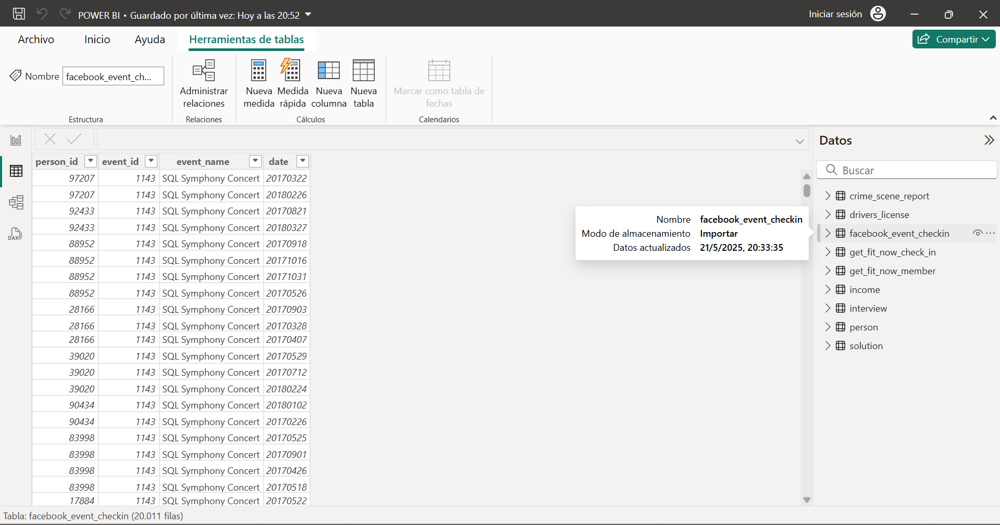 POWER BI • Guardado por última vez: Hoy a las 20:52
Iniciar sesión
Archivo Inicio Ayuda Herramientas de tablas
Compartir
Nombre facebook_event_ch...
Administrar relaciones
Nueva medida
Medida rápida
Nueva columna
Nueva tabla
Marcar como tabla de fechas
Estructura Relaciones Cálculos Calendarios
person_id event_id event_name date
97207 1143 SQL Symphony Concert 20170322
97207 1143 SQL Symphony Concert 20180226
92433 1143 SQL Symphony Concert 20170821
92433 1143 SQL Symphony Concert 20180327
88952 1143 SQL Symphony Concert 20170918
88952 1143 SQL Symphony Concert 20171016
88952 1143 SQL Symphony Concert 20171031
88952 1143 SQL Symphony Concert 20170526
28166 1143 SQL Symphony Concert 20170903
28166 1143 SQL Symphony Concert 20170328
28166 1143 SQL Symphony Concert 20170407
39020 1143 SQL Symphony Concert 20170529
39020 1143 SQL Symphony Concert 20170712
39020 1143 SQL Symphony Concert 20180224
90434 1143 SQL Symphony Concert 20180102
90434 1143 SQL Symphony Concert 20170226
83998 1143 SQL Symphony Concert 20170525
83998 1143 SQL Symphony Concert 20170901
83998 1143 SQL Symphony Concert 20170426
83998 1143 SQL Symphony Concert 20170518
17884 1143 SQL Symphony Concert 20170522
Nombre facebook_event_checkin
Modo de almacenamiento Importar
Datos actualizados 21/5/2025, 20:33:35
Datos
Buscar
crime_scene_report
drivers_license
facebook_event_checkin
get_fit_now_check_in
get_fit_now_member
income
interview
person
solution
DAX
Tabla: facebook_event_checkin (20.011 filas)